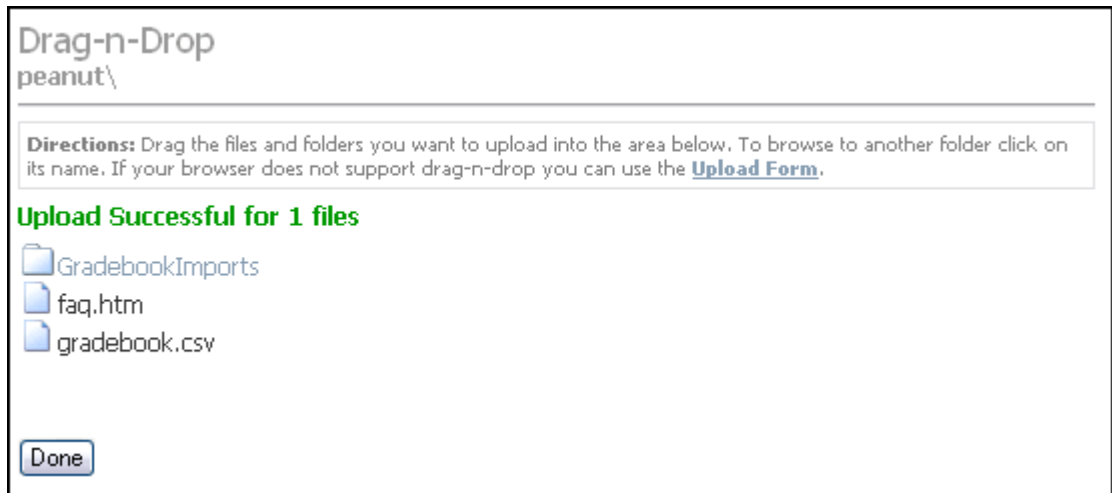 Drag-n-Drop
peanut\
Directions: Drag the files and folders you want to upload into the area below. To browse to another folder click on
its name. If your browser does not support drag-n-drop you can use the Upload Form.
Upload Successful for 1 files
GradebookImports
faq.htm
gradebook.csv
Done